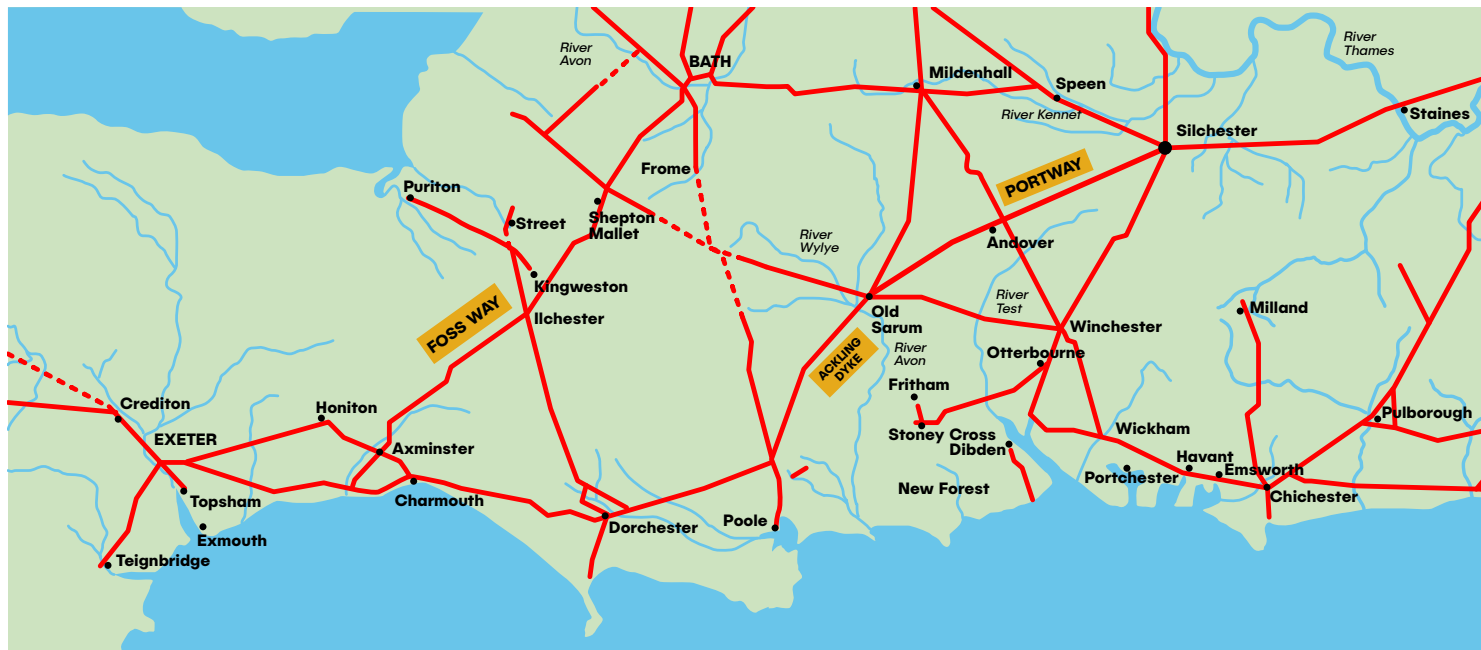 River
Avon
BATH
Mildenhall
Speen
River
Thames
River Kennet
Staines
Silchester
Frome
PORTWAY
Puriton
Street
Shepton
Mallet
River
Wylye
Andover
Kingweston
FOSS WAY
Ilchester
River
Test
Old
Sarum
Winchester
Milland
ACKLING
DYKE
River
Avon
Otterbourne
Fritham
Crediton
Honiton
EXETER
Axminster
Stoney Cross
Dibden
Wickham
Pulborough
Havant
Emsworth
Portchester
Topsham
Charmouth
New Forest
Chichester
Exmouth
Dorchester
Poole
Teignbridge